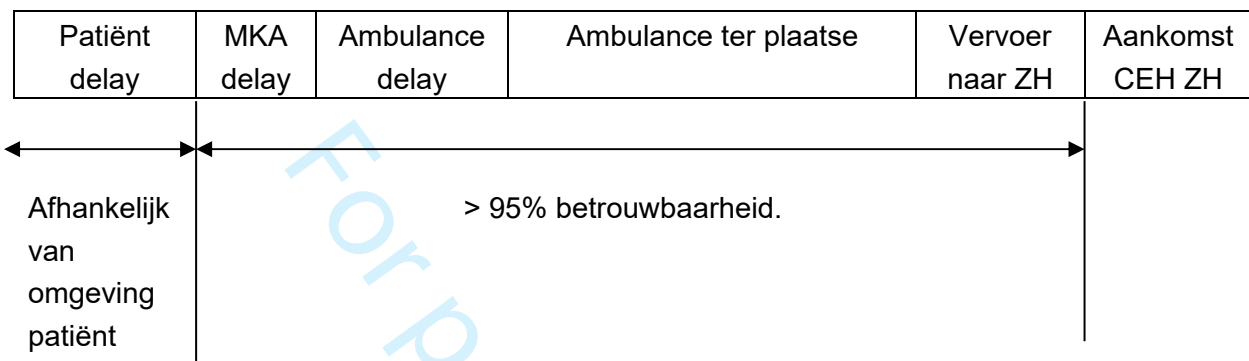 Patiënt delay MKA delay Ambulance delay Ambulance ter plaatse Vervoer naar ZH Aankomst CEH ZH
Afhankelijk
van
omgeving
patiënt
> 95% betrouwbaarheid.
For p